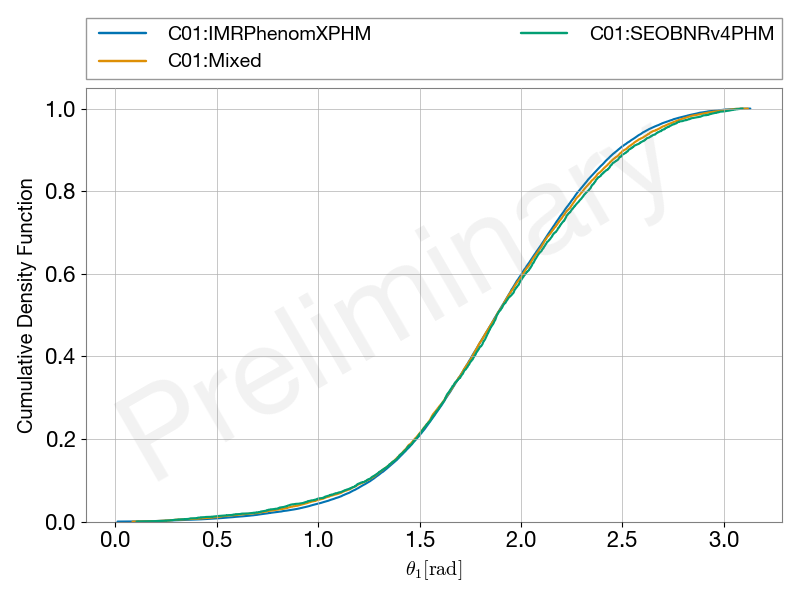 C01:IMRPhenomXPHM
C01:Mixed
C01:SEOBNRv4PHM
Preliminary
Cumulative Density Function
1.0
0.8
0.6
0.4
0.2
0.0
0.0 0.5 1.0 1.5 2.0 2.5 3.0
θ₁[rad]